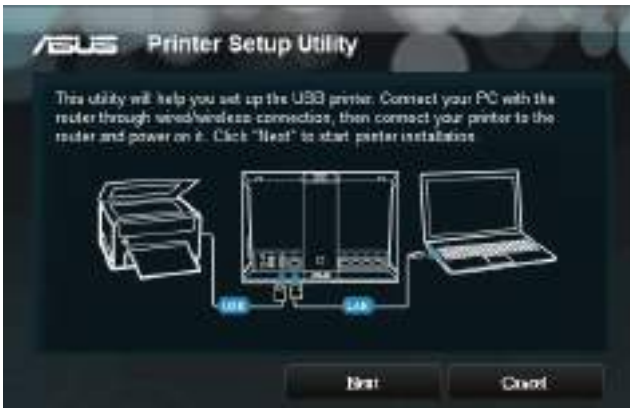 ASUS Printer Setup Utility
This utility will help you set up the USB printer. Connect your PC with the
router through wired/wireless connection, then connect your printer to the
router and power on it. Click "Next" to start printer installation.
USB LAN
Next Cancel